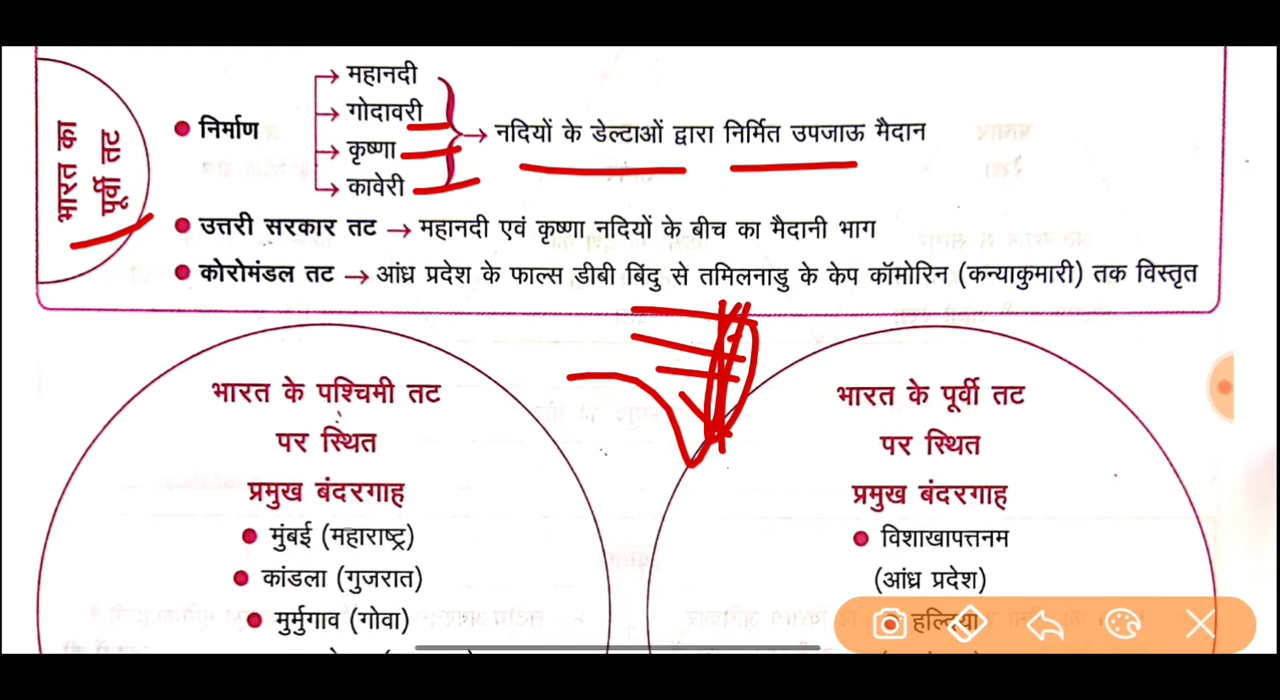 भारत का
पूर्वी तट
निर्माण
महानदी
गोदावरी
कृष्णा
कावेरी
नदियों के डेल्टाओं द्वारा निर्मित उपजाऊ मैदान
उत्तरी सरकार तट → महानदी एवं कृष्णा नदियों के बीच का मैदानी भाग
कोरोमंडल तट → आंध्र प्रदेश के फाल्स डीबी बिंदु से तमिलनाडु के केप कॉमोरिन (कन्याकुमारी) तक विस्तृत
भारत के पश्चिमी तट
पर स्थित
प्रमुख बंदरगाह
मुंबई (महाराष्ट्र)
कांडला (गुजरात)
मुर्मुगाव (गोवा)
भारत के पूर्वी तट
पर स्थित
प्रमुख बंदरगाह
विशाखापत्तनम
(आंध्र प्रदेश)
हल्दिया